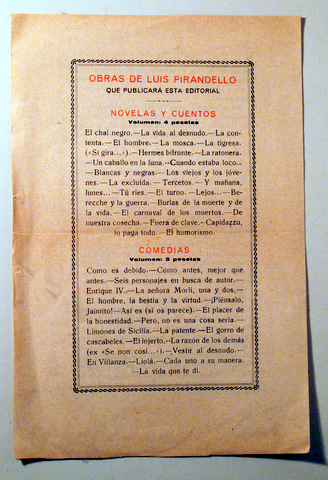 OBRAS DE LUIS PIRANDELLO
QUE PUBLICARÁ ESTA EDITORIAL
NOVELAS Y CUENTOS
Volumen: 4 pesetas
El chal negro.—La vida al desnudo.—La con-
tenta.—El hombre.—La mosca.—La tigresa.
(«Si gira...»).—Hermes bifronte.—La ratonera.
—Un caballo en la luna.—Cuando estaba loco...
—Blancas y negras.—Los viejos y los jóve-
nes.—La excluída.—Tercetos.—Y mañana,
lunes...—Tú ríes.—El turno.—Lejos...—Be-
recche y la guerra.—Burlas de la muerte y de
la vida.—El carnaval de los muertos.—De
nuestra cosecha.—Fuera de clave.—Capidazzu,
lo paga todo.—El humorismo.
COMEDIAS
Volumen: 3 pesetas
Como es debido.—Como antes, mejor que
antes.—Seis personajes en busca de autor.—
Enrique IV.—La señora Morli, una y dos.—
El hombre, la bestia y la virtud.—¡Piénsalo,
Jaimito!—Así es (si os parece).—El placer de
la honestidad.—Pero, no es una cosa seria.—
Limones de Sicilia.—La patente.—El gorro de
cascabeles.—El injerto.—La razón de los demás
(ex «Se non cosí...»).—Vestir al desnudo.—
En Villanza.—Liolá.—Cada uno a su manera.
—La vida que te di.